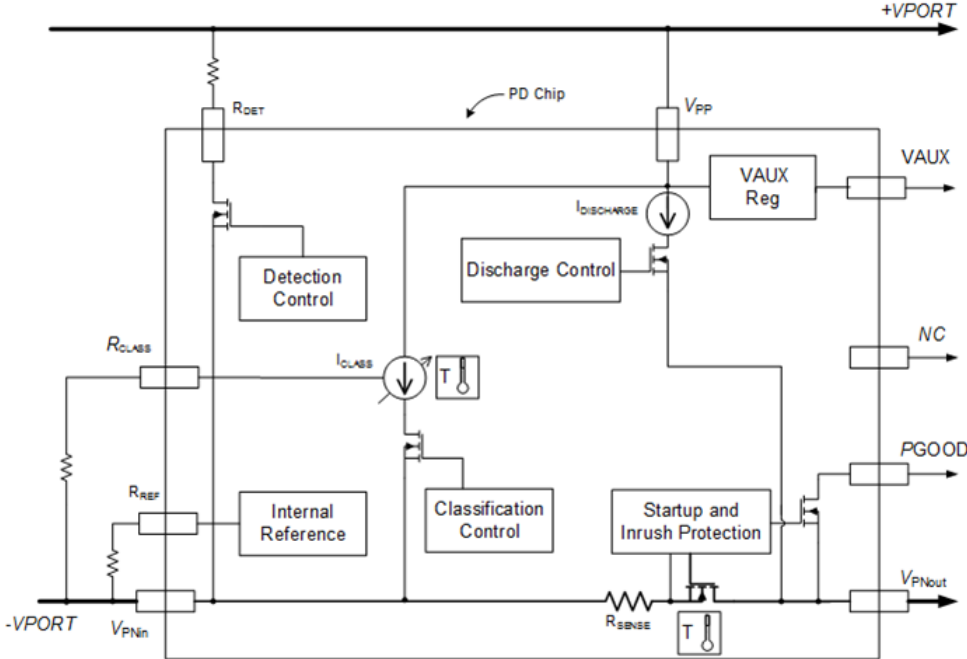 +VPORT
PD Chip
RDET
VPP
VAUX
VAUX
Reg
IDISCHARGE
Discharge Control
Detection
Control
NC
RCLASS
ICLASS
T
PGOOD
RREF
Internal
Reference
Classification
Control
Startup and
Inrush Protection
-VPORT
VPNin
RSENSE
T
VPNout